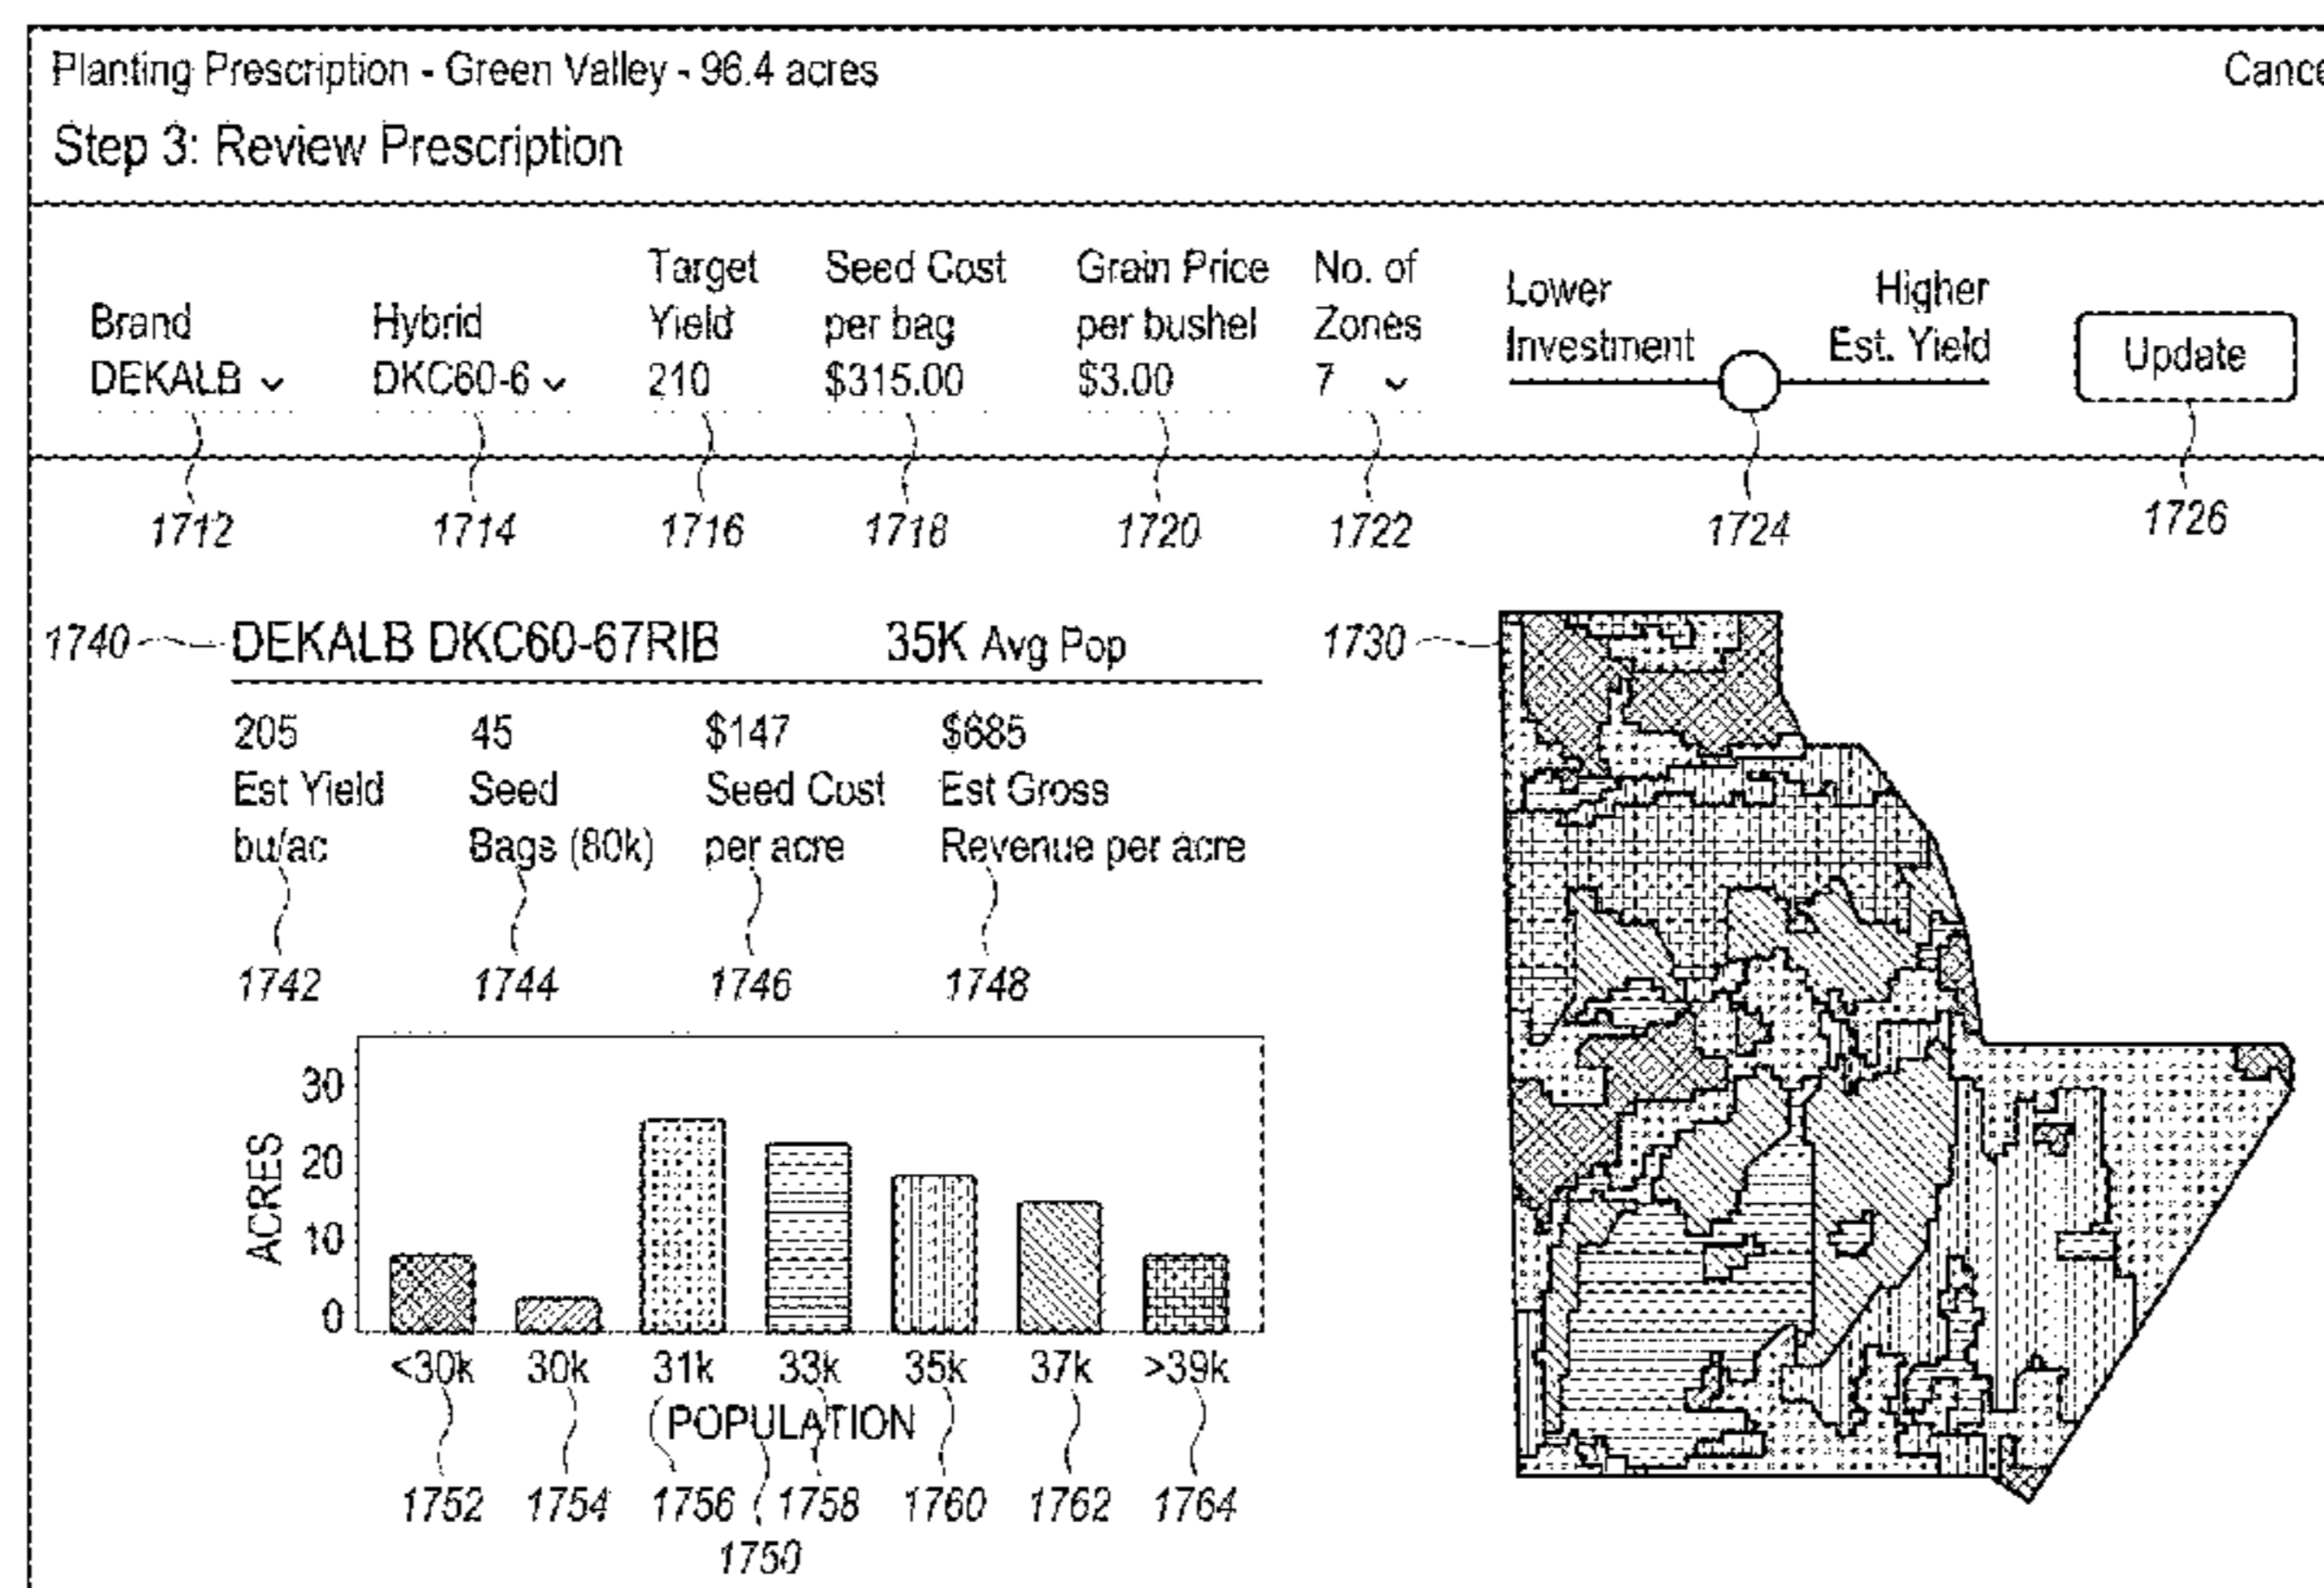 Planting Prescription - Green Valley - 96.4 acres
Cance
Step 3: Review Prescription
Brand
DEKALB
Hybrid
DKC60-6
Target
Yield
210
Seed Cost
per bag
$315.00
Grain Price
per bushel
$3.00
No. of
Zones
7
Lower
Investment
Higher
Est. Yield
Update
1712 1714 1716 1718 1720 1722 1724 1726
1740 DEKALB DKC60-67RIB 35K Avg Pop 1730
205
Est Yield
bu/ac
45
Seed
Bags (80k)
$147
Seed Cost
per acre
$685
Est Gross
Revenue per acre
1742 1744 1746 1748
ACRES
30
20
10
0
<30k 30k 31k 33k 35k 37k >39k
POPULATION
1752 1754 1756 1758 1760 1762 1764
1750